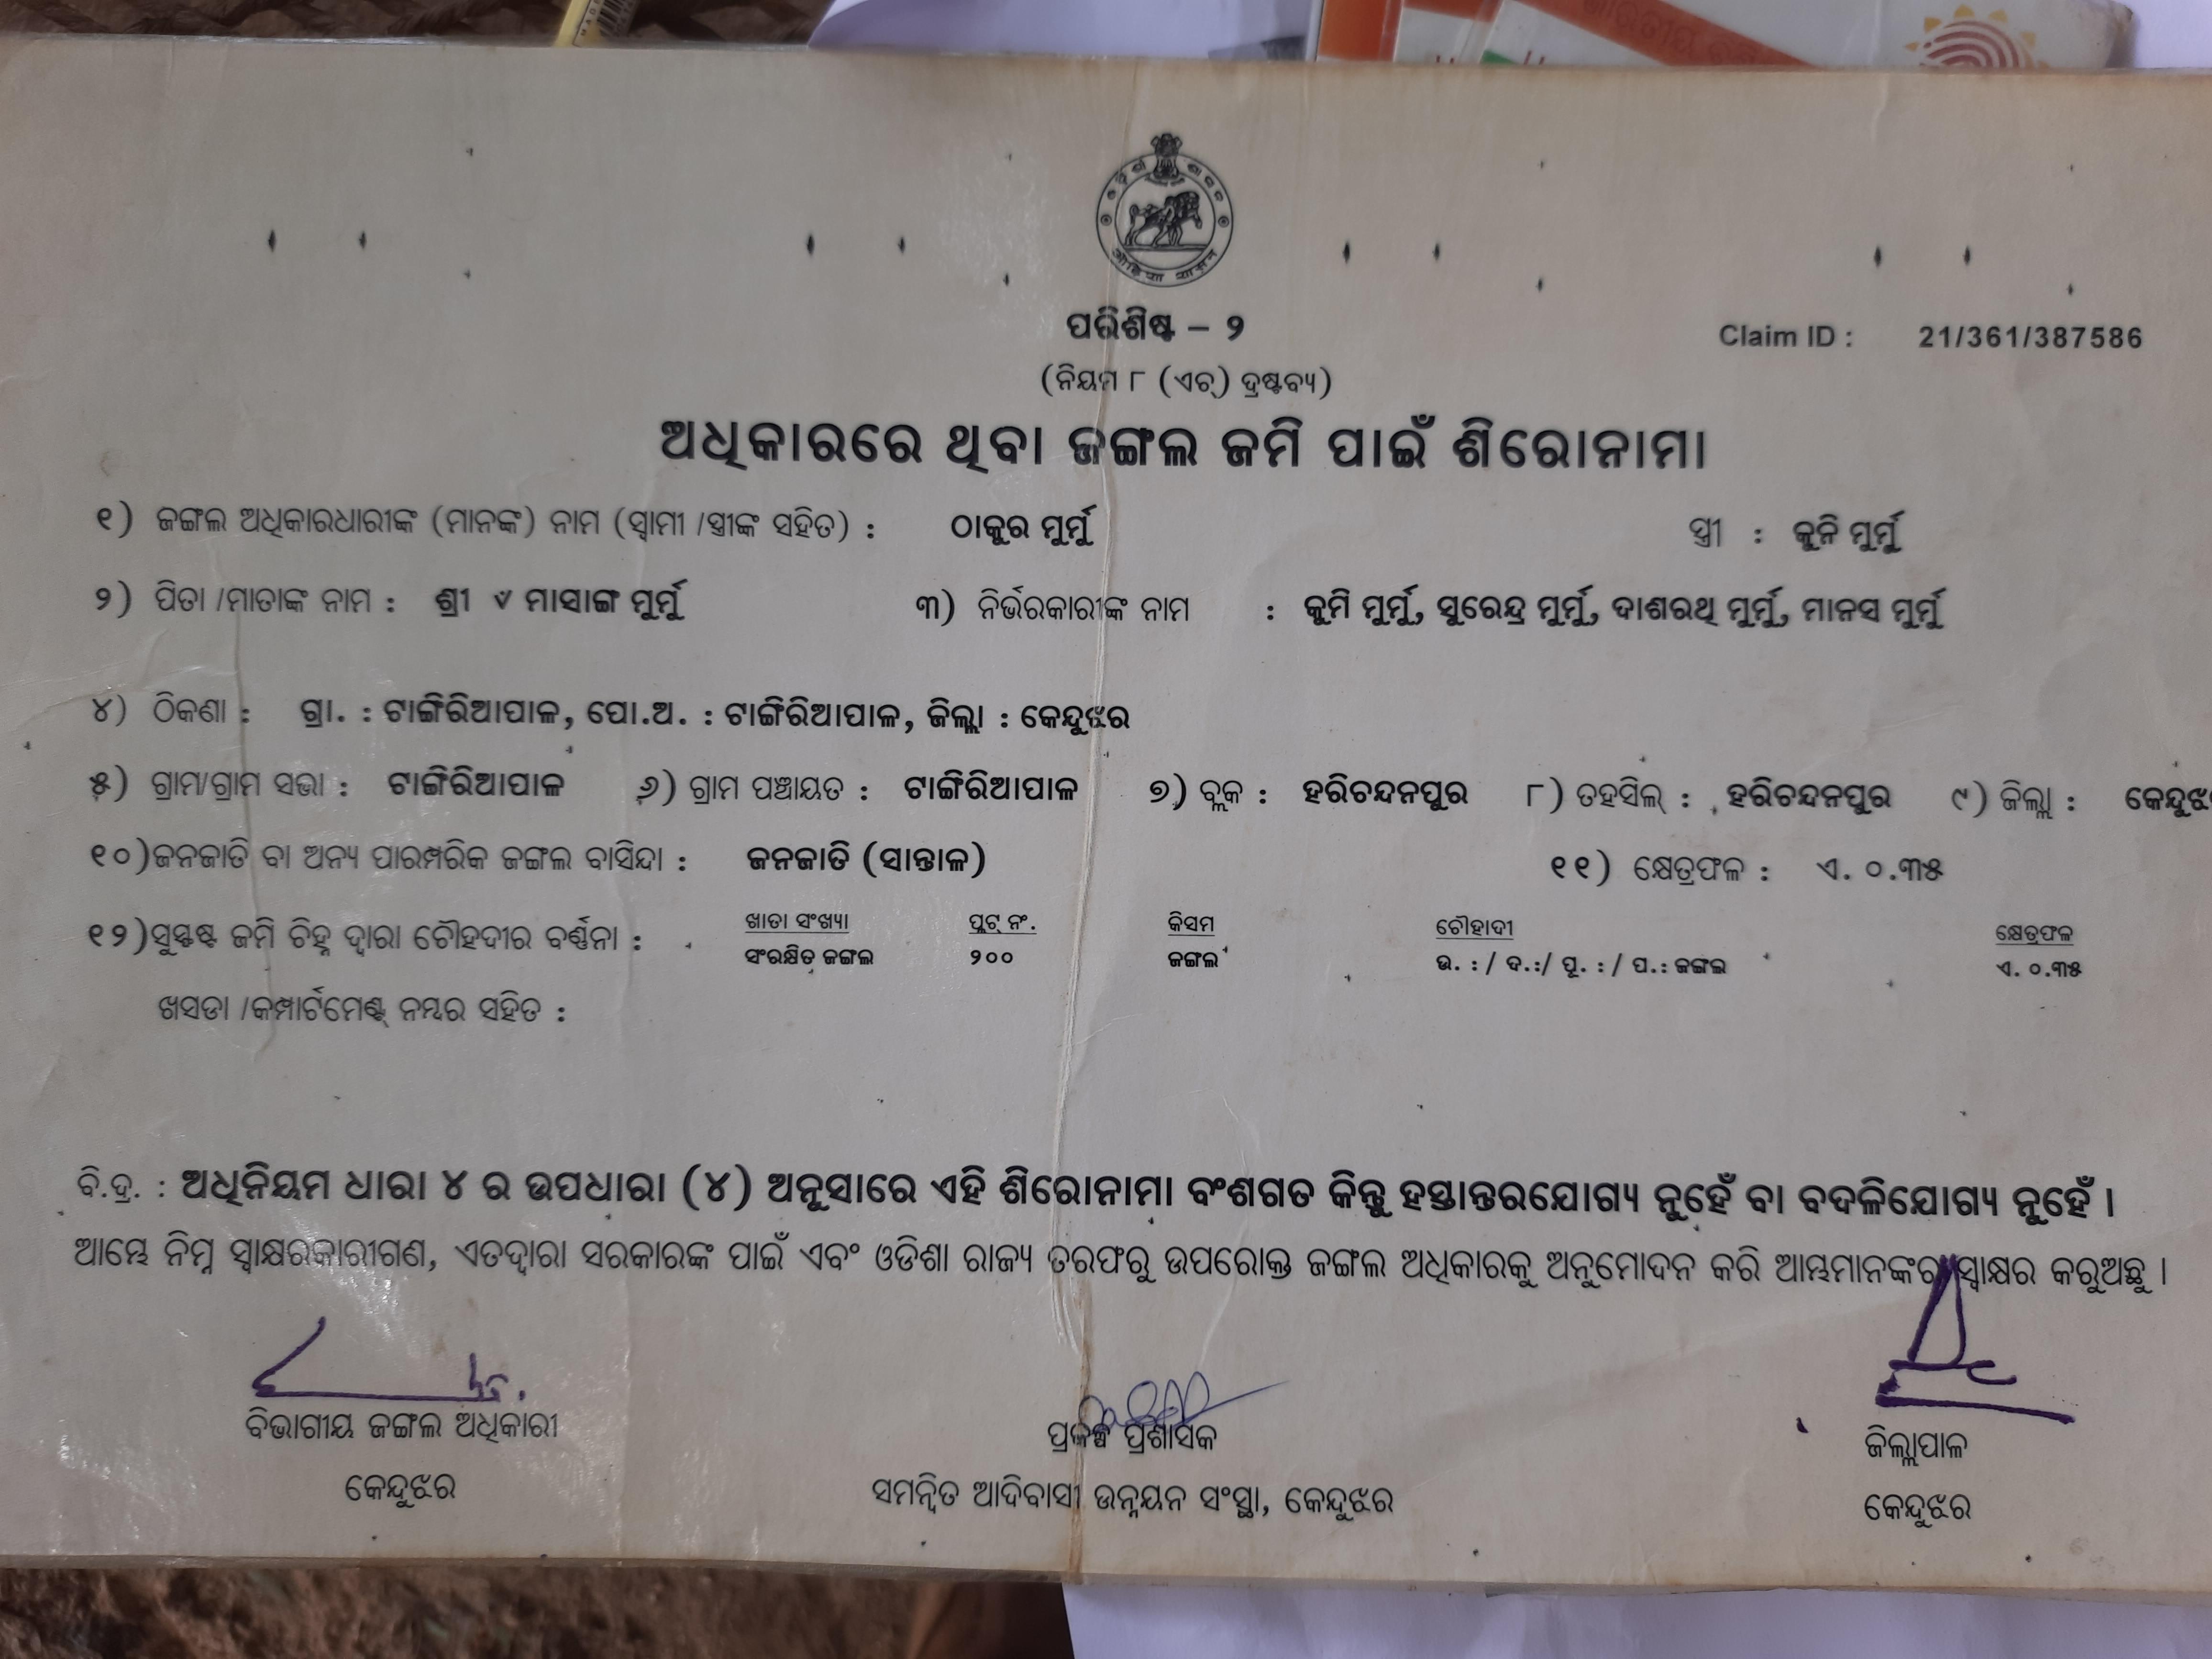 ଓଡ଼ିଶା ଶାସନ
ओड़िशा शासन
ପରିଶିଷ୍ଟ – ୨
Claim ID : 21/361/387586
(ନିୟମ ୮ (ଏଚ୍) ଦ୍ରଷ୍ଟବ୍ୟ)
ଅଧିକାରରେ ଥିବା ଜଙ୍ଗଲ ଜମି ପାଇଁ ଶିରୋନାମା
୧) ଜଙ୍ଗଲ ଅଧିକାରଧାରୀଙ୍କ (ମାନଙ୍କ) ନାମ (ସ୍ୱାମୀ /ସ୍ତ୍ରୀଙ୍କ ସହିତ) : ଠାକୁର ମୁର୍ମୁ ସ୍ତ୍ରୀ : କୁନି ମୁର୍ମୁ
୨) ପିତା /ମାତାଙ୍କ ନାମ : ଶ୍ରୀ ୰ ମାସାଙ୍ଗ ମୁର୍ମୁ ୩) ନିର୍ଭରକାରୀଙ୍କ ନାମ : କୁମି ମୁର୍ମୁ, ସୁରେନ୍ଦ୍ର ମୁର୍ମୁ, ଦାଶରଥି ମୁର୍ମୁ, ମାନସ ମୁର୍ମୁ
୪) ଠିକଣା : ଗ୍ରା. : ଟାଙ୍ଗିରିଆପାଳ, ପୋ.ଅ. : ଟାଙ୍ଗିରିଆପାଳ, ଜିଲ୍ଲା : କେନ୍ଦୁଝର
୫) ଗ୍ରାମ/ଗ୍ରାମ ସଭା : ଟାଙ୍ଗିରିଆପାଳ ୬) ଗ୍ରାମ ପଞ୍ଚାୟତ : ଟାଙ୍ଗିରିଆପାଳ ୭) ବ୍ଲକ : ହରିଚନ୍ଦନପୁର ୮) ତହସିଲ୍ : ହରିଚନ୍ଦନପୁର ୯) ଜିଲ୍ଲା : କେନ୍ଦୁଝ
୧୦) ଜନଜାତି ବା ଅନ୍ୟ ପାରମ୍ପରିକ ଜଙ୍ଗଲ ବାସିନ୍ଦା : ଜନଜାତି (ସାନ୍ତାଳ) ୧୧) କ୍ଷେତ୍ରଫଳ : ଏ. ୦.୩୫
୧୨) ସୁସ୍ପଷ୍ଟ ଜମି ଚିହ୍ନ ଦ୍ୱାରା ଚୌହଦୀର ବର୍ଣ୍ଣନା : ଖାତା ସଂଖ୍ୟା ପ୍ଲଟ୍ ନଂ. କିସମ ଚୌହାଦୀ କ୍ଷେତ୍ରଫଳ
ସଂରକ୍ଷିତ ଜଙ୍ଗଲ ୨୦୦ ଜଙ୍ଗଲ ଉ. : / ଦ.:/ ପୂ. : / ପ.: ଜଙ୍ଗଲ ଏ. ୦.୩୫
ଖସଡା /କମ୍ପାର୍ଟମେଣ୍ଟ୍ ନମ୍ବର ସହିତ :
ବି.ଦ୍ର. : ଅଧିନିୟମ ଧାରା ୪ ର ଉପଧାରା (୪) ଅନୁସାରେ ଏହି ଶିରୋନାମା ବଂଶଗତ କିନ୍ତୁ ହସ୍ତାନ୍ତରଯୋଗ୍ୟ ନୁହେଁ ବା ବଦଳିଯୋଗ୍ୟ ନୁହେଁ ।
ଆମ୍ଭେ ନିମ୍ନ ସ୍ୱାକ୍ଷରକାରୀଗଣ, ଏତଦ୍ୱାରା ସରକାରଙ୍କ ପାଇଁ ଏବଂ ଓଡିଶା ରାଜ୍ୟ ତରଫରୁ ଉପରୋକ୍ତ ଜଙ୍ଗଲ ଅଧିକାରକୁ ଅନୁମୋଦନ କରି ଆମ୍ଭମାନଙ୍କର ସ୍ୱାକ୍ଷର କରୁଅଛୁ ।
ବିଭାଗୀୟ ଜଙ୍ଗଲ ଅଧିକାରୀ ପ୍ରକଳ୍ପ ପ୍ରଶାସକ ଜିଲ୍ଲାପାଳ
କେନ୍ଦୁଝର ସମନ୍ୱିତ ଆଦିବାସୀ ଉନ୍ନୟନ ସଂସ୍ଥା, କେନ୍ଦୁଝର କେନ୍ଦୁଝର